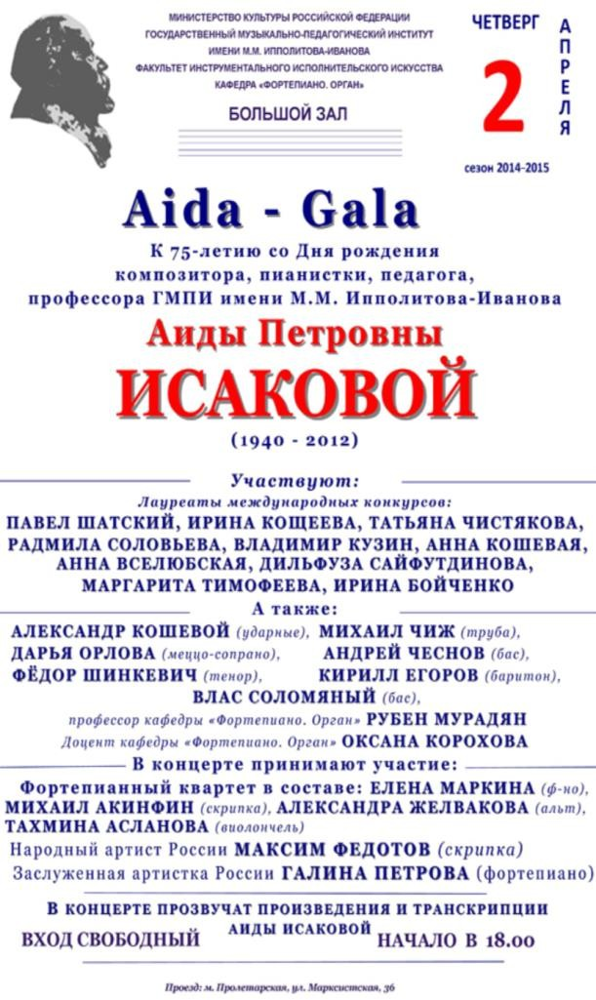 МИНИСТЕРСТВО КУЛЬТУРЫ РОССИЙСКОЙ ФЕДЕРАЦИИ
ГОСУДАРСТВЕННЫЙ МУЗЫКАЛЬНО-ПЕДАГОГИЧЕСКИЙ ИНСТИТУТ
ИМЕНИ М.М. ИППОЛИТОВА-ИВАНОВА
ФАКУЛЬТЕТ ИНСТРУМЕНТАЛЬНОГО ИСПОЛНИТЕЛЬСКОГО ИСКУССТВА
КАФЕДРА «ФОРТЕПИАНО. ОРГАН»
БОЛЬШОЙ ЗАЛ
ЧЕТВЕРГ
2
АПРЕЛЯ
сезон 2014-2015
Aida - Gala
К 75-летию со Дня рождения
композитора, пианистки, педагога,
профессора ГМПИ имени М.М. Ипполитова-Иванова
Аиды Петровны
ИСАКОВОЙ
(1940 - 2012)
Участвуют:
Лауреаты международных конкурсов:
ПАВЕЛ ШАТСКИЙ, ИРИНА КОЩЕЕВА, ТАТЬЯНА ЧИСТЯКОВА,
РАДМИЛА СОЛОВЬЕВА, ВЛАДИМИР КУЗИН, АННА КОШЕВАЯ,
АННА ВСЕЛЮБСКАЯ, ДИЛЬФУЗА САЙФУТДИНОВА,
МАРГАРИТА ТИМОФЕЕВА, ИРИНА БОЙЧЕНКО
А также:
АЛЕКСАНДР КОШЕВОЙ (ударные), МИХАИЛ ЧИЖ (труба),
ДАРЬЯ ОРЛОВА (меццо-сопрано), АНДРЕЙ ЧЕСНОВ (бас),
ФЁДОР ШИНКЕВИЧ (тенор), КИРИЛЛ ЕГОРОВ (баритон),
ВЛАС СОЛОМЯНЫЙ (бас),
профессор кафедры «Фортепиано. Орган» РУБЕН МУРАДЯН
Доцент кафедры «Фортепиано. Орган» ОКСАНА КОРОХОВА
В концерте принимают участие:
Фортепианный квартет в составе: ЕЛЕНА МАРКИНА (ф-но),
МИХАИЛ АКИНФИН (скрипка), АЛЕКСАНДРА ЖЕЛВАКОВА (альт),
ТАХМИНА АСЛАНОВА (виолончель)
Народный артист России МАКСИМ ФЕДОТОВ (скрипка)
Заслуженная артистка России ГАЛИНА ПЕТРОВА (фортепиано)
В КОНЦЕРТЕ ПРОЗВУЧАТ ПРОИЗВЕДЕНИЯ И ТРАНСКРИПЦИИ
АИДЫ ИСАКОВОЙ
ВХОД СВОБОДНЫЙ НАЧАЛО В 18.00
Проезд: м. Пролетарская, ул. Марксистская, 36